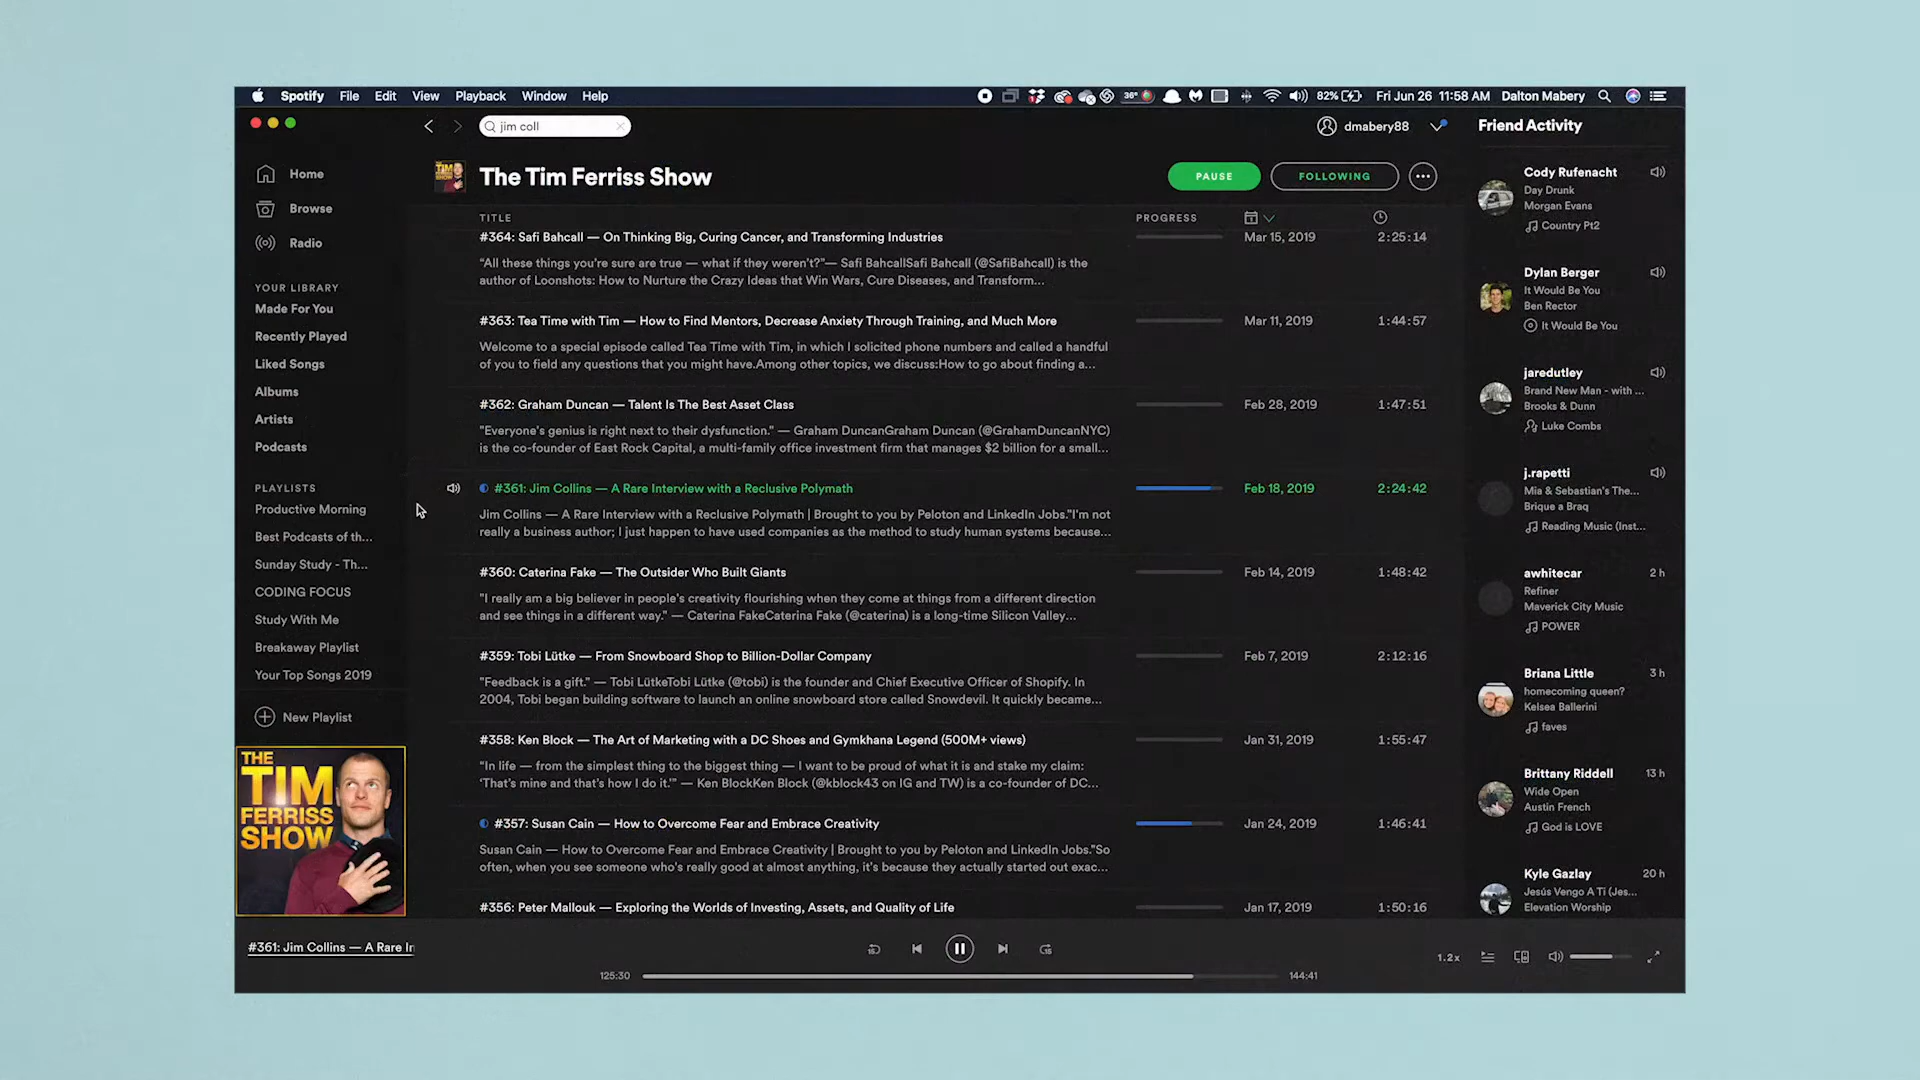 Spotify File Edit View Playback Window Help
36° 82% Fri Jun 26 11:58 AM Dalton Mabery
jim coll
dmabery88
Friend Activity
Home
Browse
Radio
YOUR LIBRARY
Made For You
Recently Played
Liked Songs
Albums
Artists
Podcasts
PLAYLISTS
Productive Morning
Best Podcasts of th...
Sunday Study - Th...
CODING FOCUS
Study With Me
Breakaway Playlist
Your Top Songs 2019
New Playlist
THE
TIM
FERRISS
SHOW
#361: Jim Collins — A Rare In
The Tim Ferriss Show
PAUSE FOLLOWING
TITLE PROGRESS
#364: Safi Bahcall — On Thinking Big, Curing Cancer, and Transforming Industries Mar 15, 2019 2:25:14
“All these things you’re sure are true — what if they weren’t?”— Safi BahcallSafi Bahcall (@SafiBahcall) is the
author of Loonshots: How to Nurture the Crazy Ideas that Win Wars, Cure Diseases, and Transform...
#363: Tea Time with Tim — How to Find Mentors, Decrease Anxiety Through Training, and Much More Mar 11, 2019 1:44:57
Welcome to a special episode called Tea Time with Tim, in which I solicited phone numbers and called a handful
of you to field any questions that you might have.Among other topics, we discuss:How to go about finding a...
#362: Graham Duncan — Talent Is The Best Asset Class Feb 28, 2019 1:47:51
"Everyone's genius is right next to their dysfunction." — Graham DuncanGraham Duncan (@GrahamDuncanNYC)
is the co-founder of East Rock Capital, a multi-family office investment firm that manages $2 billion for a small...
#361: Jim Collins — A Rare Interview with a Reclusive Polymath Feb 18, 2019 2:24:42
Jim Collins — A Rare Interview with a Reclusive Polymath | Brought to you by Peloton and LinkedIn Jobs."I'm not
really a business author; I just happen to have used companies as the method to study human systems because...
#360: Caterina Fake — The Outsider Who Built Giants Feb 14, 2019 1:48:42
"I really am a big believer in people's creativity flourishing when they come at things from a different direction
and see things in a different way." — Caterina FakeCaterina Fake (@caterina) is a long-time Silicon Valley...
#359: Tobi Lütke — From Snowboard Shop to Billion-Dollar Company Feb 7, 2019 2:12:16
"Feedback is a gift." — Tobi LütkeTobi Lütke (@tobi) is the founder and Chief Executive Officer of Shopify. In
2004, Tobi began building software to launch an online snowboard store called Snowdevil. It quickly became...
#358: Ken Block — The Art of Marketing with a DC Shoes and Gymkhana Legend (500M+ views) Jan 31, 2019 1:55:47
“In life — from the simplest thing to the biggest thing — I want to be proud of what it is and stake my claim:
‘That’s mine and that’s how I do it.’” — Ken BlockKen Block (@kblock43 on IG and TW) is a co-founder of DC...
#357: Susan Cain — How to Overcome Fear and Embrace Creativity Jan 24, 2019 1:46:41
Susan Cain — How to Overcome Fear and Embrace Creativity | Brought to you by Peloton and LinkedIn Jobs."So
often, when you see someone who's really good at almost anything, it's because they actually started out exac...
#356: Peter Mallouk — Exploring the Worlds of Investing, Assets, and Quality of Life Jan 17, 2019 1:50:16
Cody Rufenacht
Day Drunk
Morgan Evans
Country Pt2
Dylan Berger
It Would Be You
Ben Rector
It Would Be You
jaredutley
Brand New Man - with ...
Brooks & Dunn
Luke Combs
j.rapetti
Mia & Sebastian's The...
Brique a Braq
Reading Music (Inst...
awhitecar 2 h
Refiner
Maverick City Music
POWER
Briana Little 3 h
homecoming queen?
Kelsea Ballerini
faves
Brittany Riddell 13 h
Wide Open
Austin French
God is LOVE
Kyle Gazlay 20 h
Jesús Vengo A Ti (Jes...
Elevation Worship
15 15
125:30 144:41
1.2x